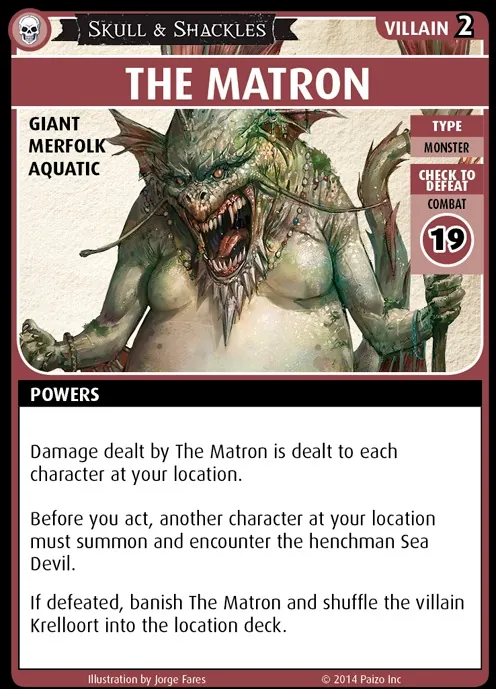 SKULL & SHACKLES
VILLAIN 2
THE MATRON
GIANT
MERFOLK
AQUATIC
TYPE
MONSTER
CHECK TO
DEFEAT
COMBAT
19
POWERS
Damage dealt by The Matron is dealt to each
character at your location.
Before you act, another character at your location
must summon and encounter the henchman Sea
Devil.
If defeated, banish The Matron and shuffle the villain
Krelloort into the location deck.
Illustration by Jorge Fares
© 2014 Paizo Inc